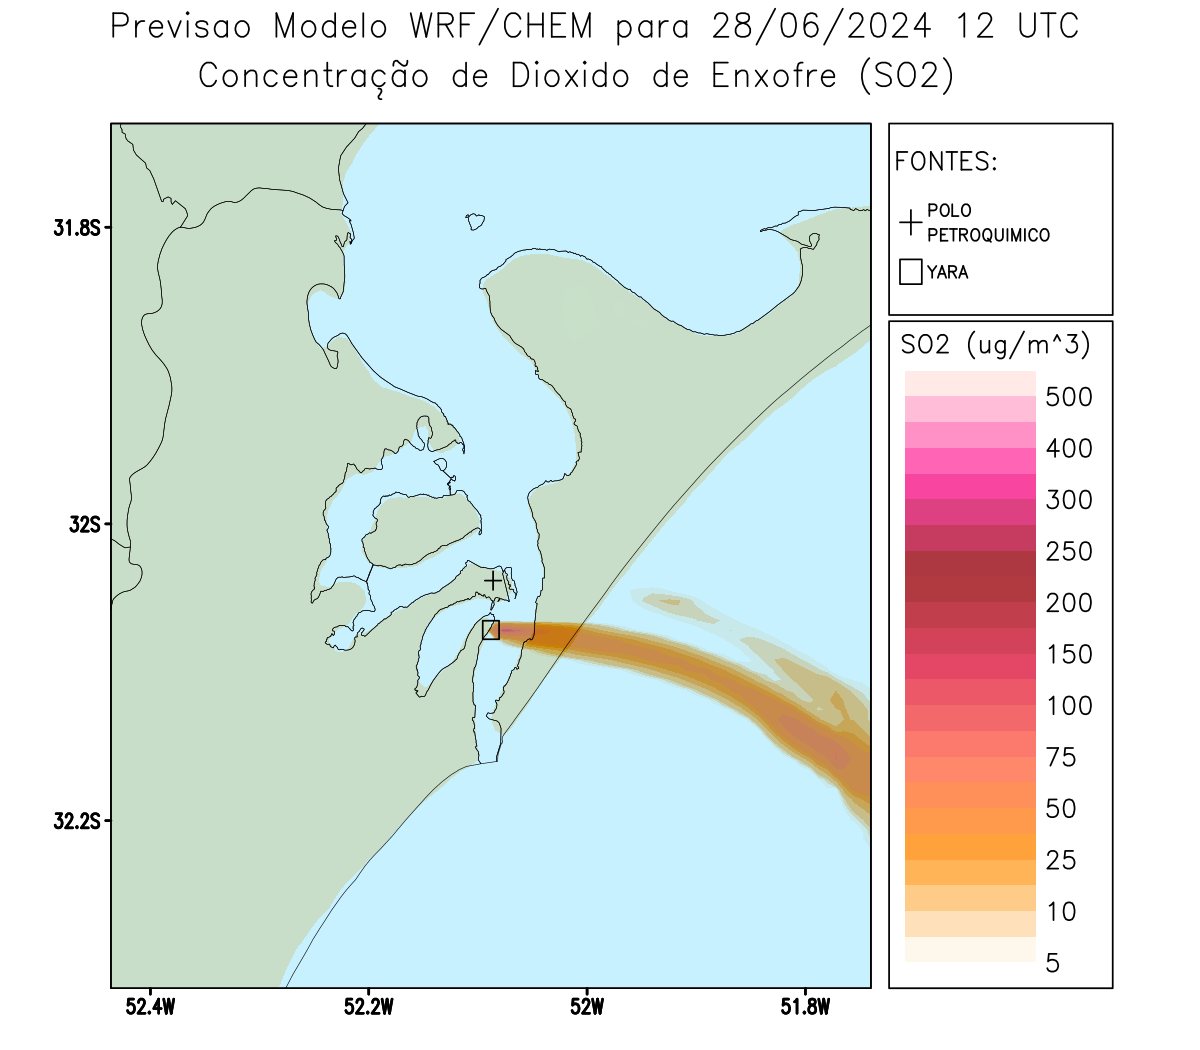 Previsao Modelo WRF/CHEM para 28/06/2024 12 UTC
Concentração de Dioxido de Enxofre (SO2)
FONTES:
POLO
PETROQUIMICO
YARA
SO2 (ug/m^3)
500
400
300
250
200
150
100
75
50
25
10
5
31.8S
32S
32.2S
52.4W
52.2W
52W
51.8W